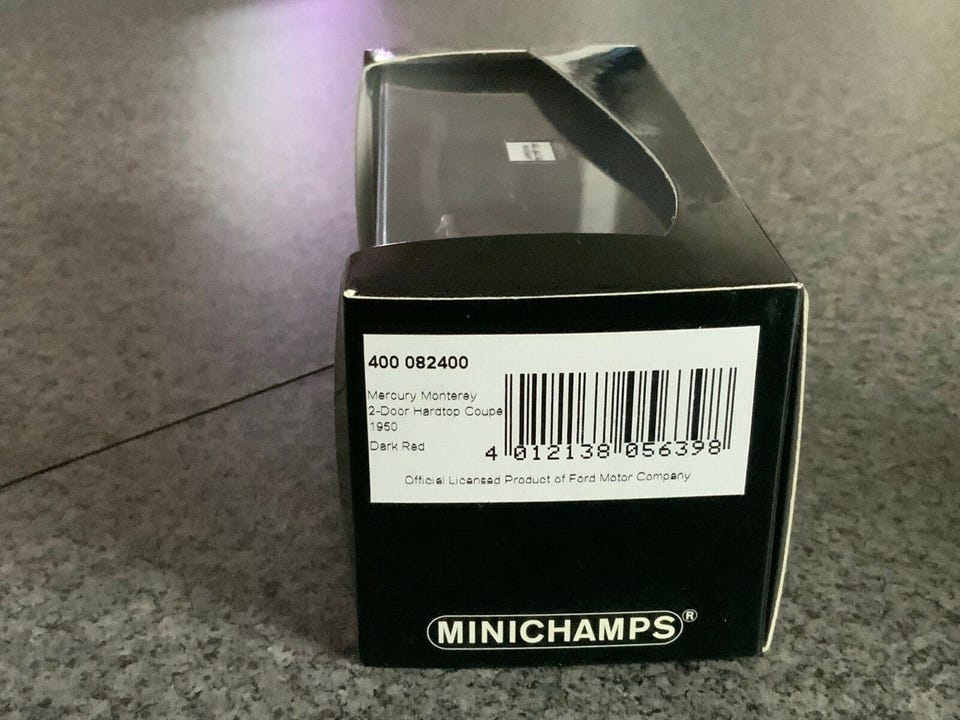 400 082400
Mercury Monterey
2-Door Hardtop Coupe
1950
Dark Red
4 012138 056398
Official Licensed Product of Ford Motor Company
MINICHAMPS®